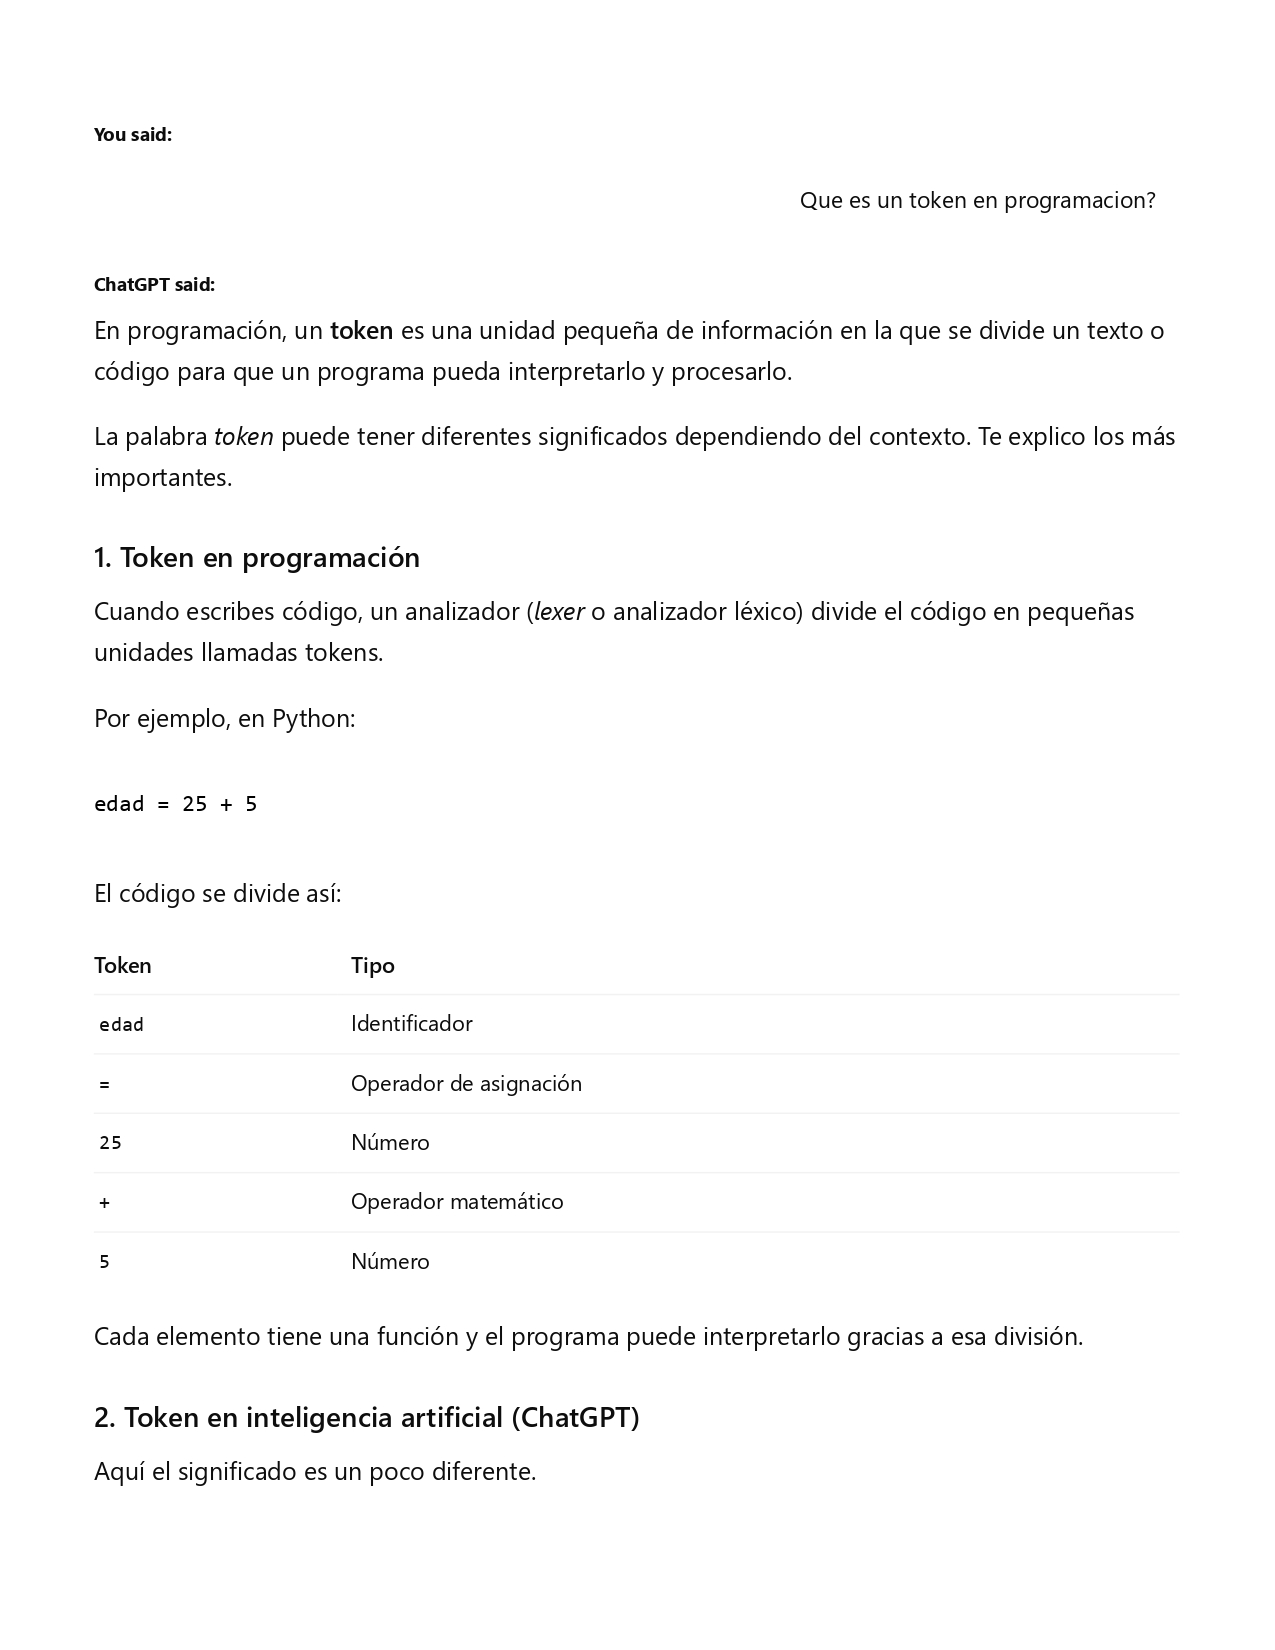 You said:
Que es un token en programacion?
ChatGPT said:
En programación, un token es una unidad pequeña de información en la que se divide un texto o
código para que un programa pueda interpretarlo y procesarlo.
La palabra token puede tener diferentes significados dependiendo del contexto. Te explico los más
importantes.
1. Token en programación
Cuando escribes código, un analizador (lexer o analizador léxico) divide el código en pequeñas
unidades llamadas tokens.
Por ejemplo, en Python:
edad = 25 + 5
El código se divide así:
Token Tipo
edad Identificador
= Operador de asignación
25 Número
+ Operador matemático
5 Número
Cada elemento tiene una función y el programa puede interpretarlo gracias a esa división.
2. Token en inteligencia artificial (ChatGPT)
Aquí el significado es un poco diferente.